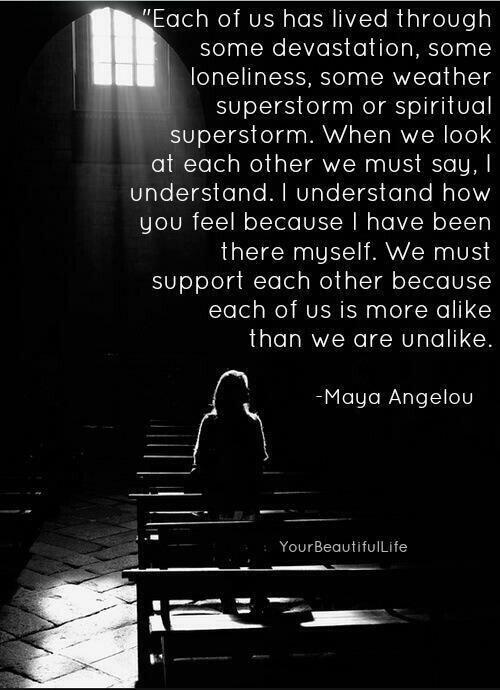 "Each of us has lived through
some devastation, some
loneliness, some weather
superstorm or spiritual
superstorm. When we look
at each other we must say, I
understand. I understand how
you feel because I have been
there myself. We must
support each other because
each of us is more alike
than we are unalike.
-Maya Angelou
YourBeautifulLife